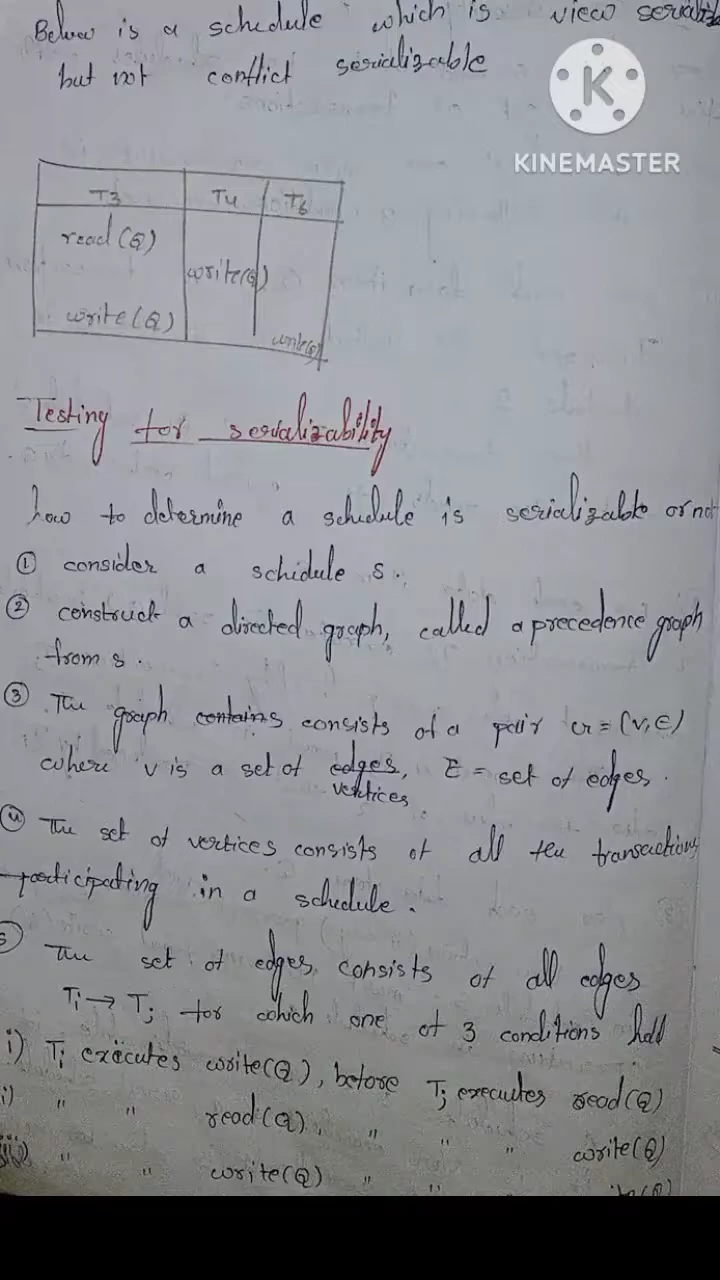 Below is a schedule which is view
but not conflict serializable
K
KINEMASTER
T3 T4 T6
read(Q)
write(Q)
write(Q)
write(Q)
Testing for serializability
how to determine a schedule is serializable or not
① consider a schidule s.
② construct a directed graph, called a precedence graph
from s.
③ The graph contains consists of a pair G = (V, E)
where V is a set of edges, E = set of edges.
vertices
④ The set of vertices consists of all the transactions
participating in a schedule.
5 The set of edges consists of all edges
Ti → Tj for which one of 3 conditions hold
i) Ti executes write(Q), before Tj executes read(Q)
i) " " read(Q), " " " write(Q)
iii) " " write(Q) " "